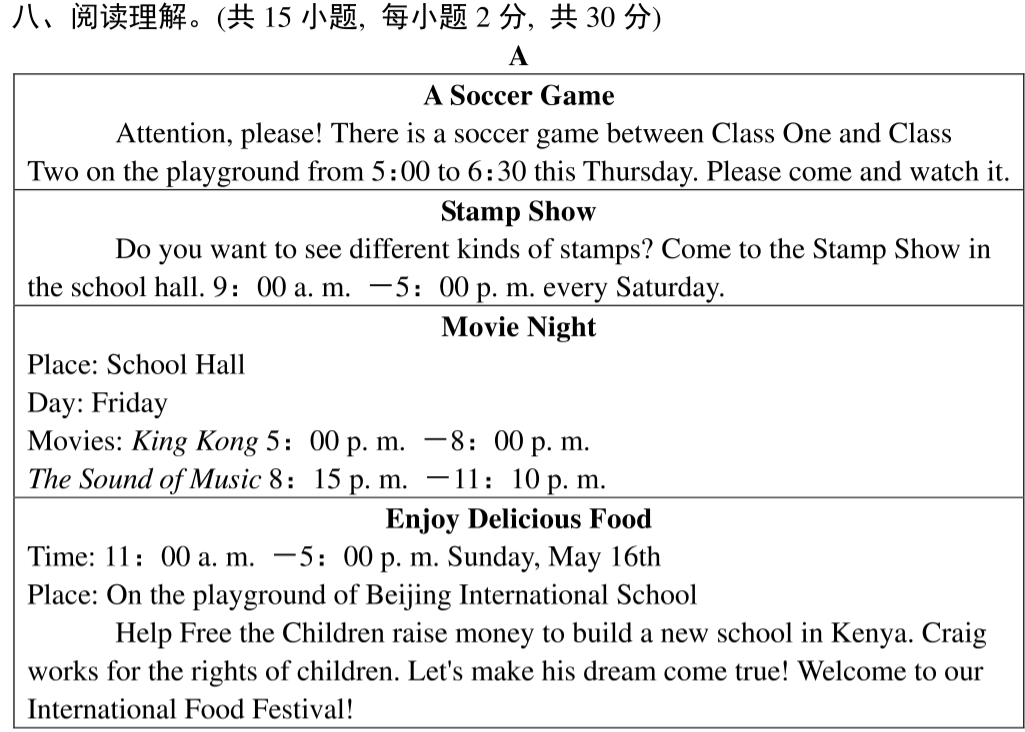 八、阅读理解。(共 15 小题, 每小题 2 分, 共 30 分)
A
A Soccer Game
Attention, please! There is a soccer game between Class One and Class
Two on the playground from 5:00 to 6:30 this Thursday. Please come and watch it.
Stamp Show
Do you want to see different kinds of stamps? Come to the Stamp Show in
the school hall. 9：00 a. m. －5：00 p. m. every Saturday.
Movie Night
Place: School Hall
Day: Friday
Movies: King Kong 5：00 p. m. －8：00 p. m.
The Sound of Music 8：15 p. m. －11：10 p. m.
Enjoy Delicious Food
Time: 11：00 a. m. －5：00 p. m. Sunday, May 16th
Place: On the playground of Beijing International School
Help Free the Children raise money to build a new school in Kenya. Craig
works for the rights of children. Let's make his dream come true! Welcome to our
International Food Festival!